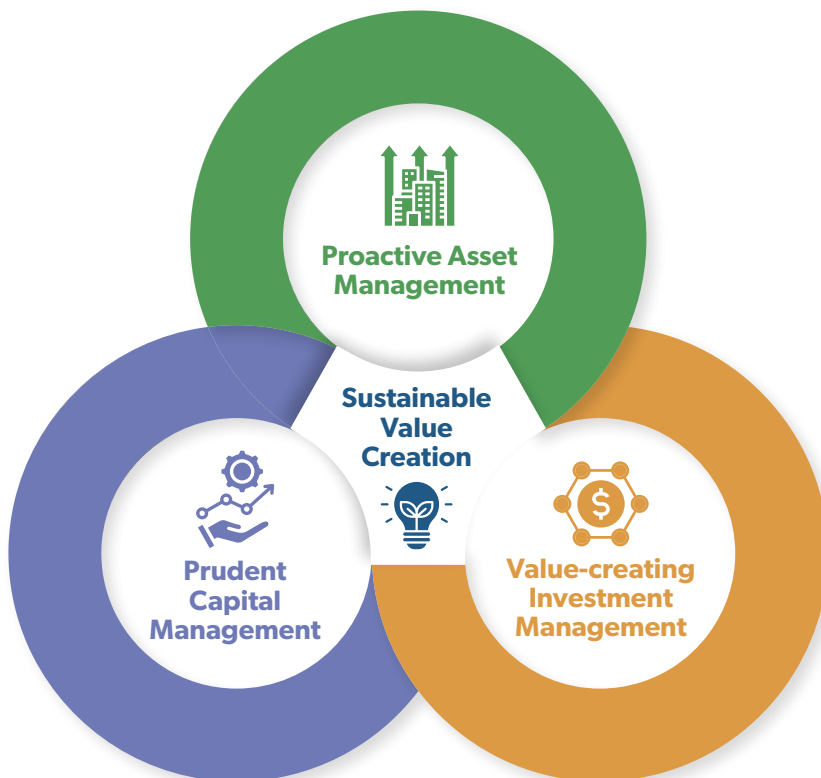 Proactive Asset
Management
Sustainable
Value
Creation
Prudent
Capital
Management
$
Value-creating
Investment
Management